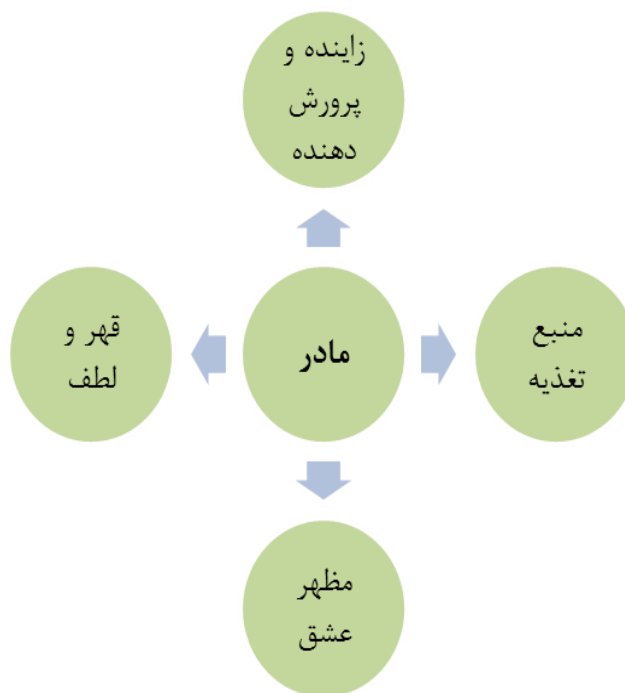 زاینده و
پرورش
دهنده
منبع
تغذیه
مادر
قهر و
لطف
مظهر
عشق